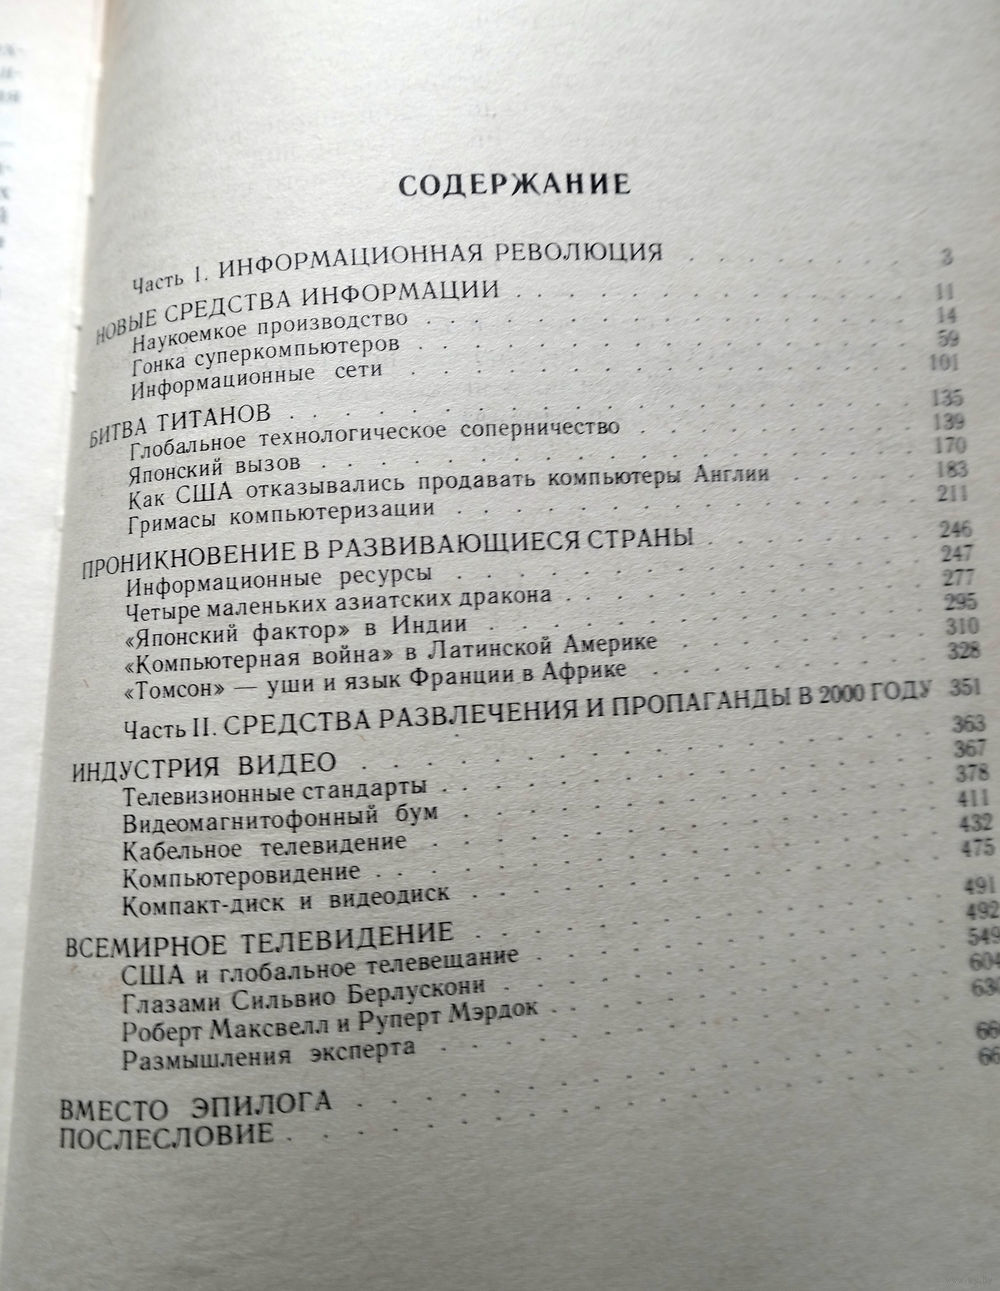 СОДЕРЖАНИЕ
Часть I. ИНФОРМАЦИОННАЯ РЕВОЛЮЦИЯ . . . . . . . . 3
НОВЫЕ СРЕДСТВА ИНФОРМАЦИИ . . . . . . . . 11
Наукоемкое производство . . . . . . . . 14
Гонка суперкомпьютеров . . . . . . . . 59
Информационные сети . . . . . . . . 101
БИТВА ТИТАНОВ . . . . . . . . 135
Глобальное технологическое соперничество . . . . . . . . 139
Японский вызов . . . . . . . . 170
Как США отказывались продавать компьютеры Англии . . . . 183
Гримасы компьютеризации . . . . . . . . 211
ПРОНИКНОВЕНИЕ В РАЗВИВАЮЩИЕСЯ СТРАНЫ . . . . . . . . 246
Информационные ресурсы . . . . . . . . 247
Четыре маленьких азиатских дракона . . . . . . . . 277
«Японский фактор» в Индии . . . . . . . . 295
«Компьютерная война» в Латинской Америке . . . . . . . . 310
«Томсон» — уши и язык Франции в Африке . . . . . . . . 328
Часть II. СРЕДСТВА РАЗВЛЕЧЕНИЯ И ПРОПАГАНДЫ В 2000 ГОДУ 351
ИНДУСТРИЯ ВИДЕО . . . . . . . . 363
Телевизионные стандарты . . . . . . . . 367
Видеомагнитофонный бум . . . . . . . . 378
Кабельное телевидение . . . . . . . . 411
Компьютеровидение . . . . . . . . 432
Компакт-диск и видеодиск . . . . . . . . 475
ВСЕМИРНОЕ ТЕЛЕВИДЕНИЕ . . . . . . . . 491
США и глобальное телевещание . . . . . . . . 492
Глазами Сильвио Берлускони . . . . . . . . 549
Роберт Максвелл и Руперт Мэрдок . . . . . . . . 604
Размышления эксперта . . . . . . . .
ВМЕСТО ЭПИЛОГА . . . . . . . .
ПОСЛЕСЛОВИЕ . . . . . . . .